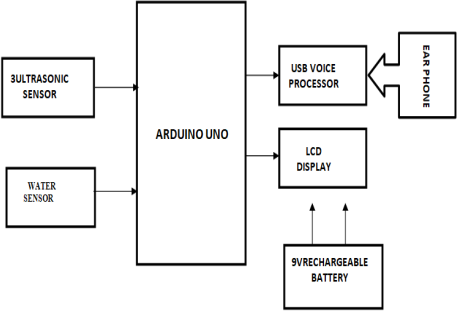 3ULTRASONIC
SENSOR
WATER
SENSOR
ARDUINO UNO
USB VOICE
PROCESSOR
EAR PHONE
LCD
DISPLAY
9VRECHARGEABLE
BATTERY